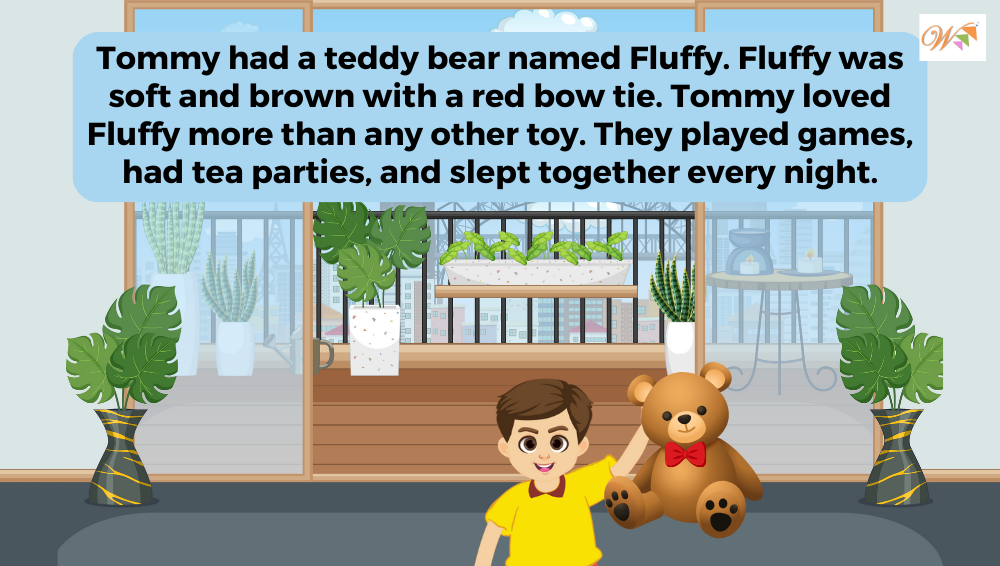 Tommy had a teddy bear named Fluffy. Fluffy was
soft and brown with a red bow tie. Tommy loved
Fluffy more than any other toy. They played games,
had tea parties, and slept together every night.
W